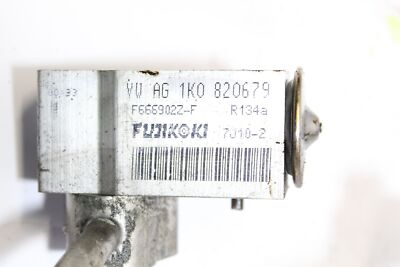 VW AG 1K0 820679
F666902Z-F R134a
FUJIKOKI 7J10-2